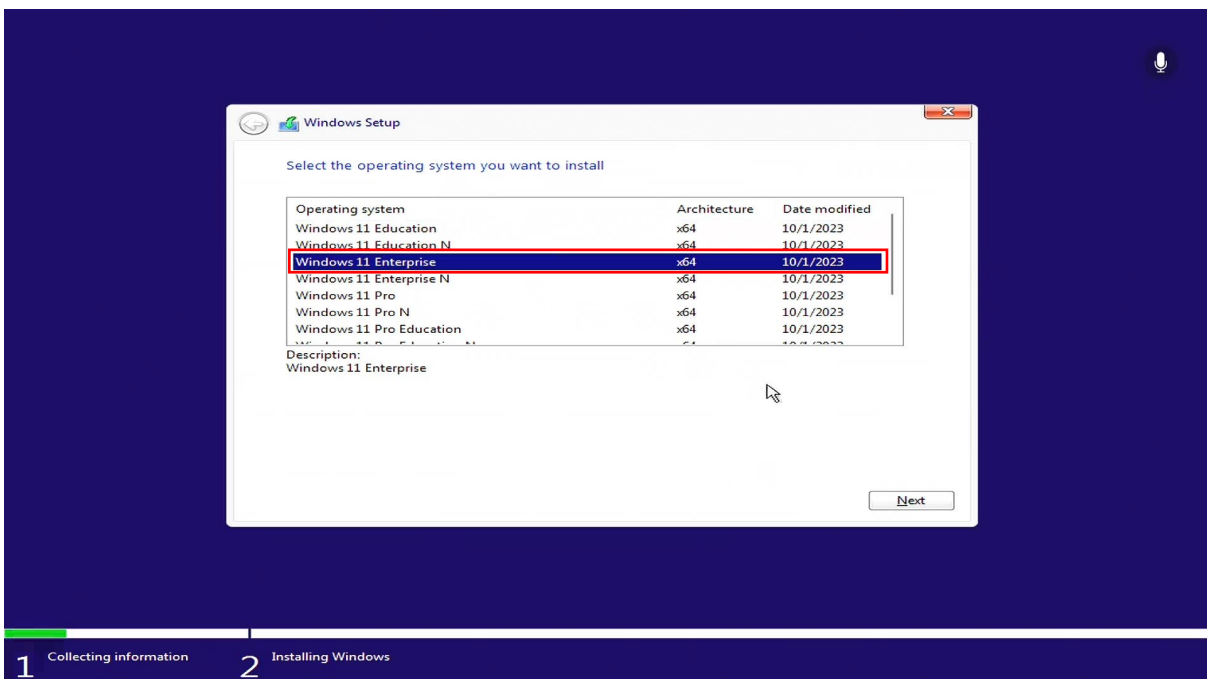 Windows Setup
Select the operating system you want to install
Operating system Architecture Date modified
Windows 11 Education x64 10/1/2023
Windows 11 Education N x64 10/1/2023
Windows 11 Enterprise x64 10/1/2023
Windows 11 Enterprise N x64 10/1/2023
Windows 11 Pro x64 10/1/2023
Windows 11 Pro N x64 10/1/2023
Windows 11 Pro Education x64 10/1/2023
Description:
Windows 11 Enterprise
Next
1 Collecting information 2 Installing Windows